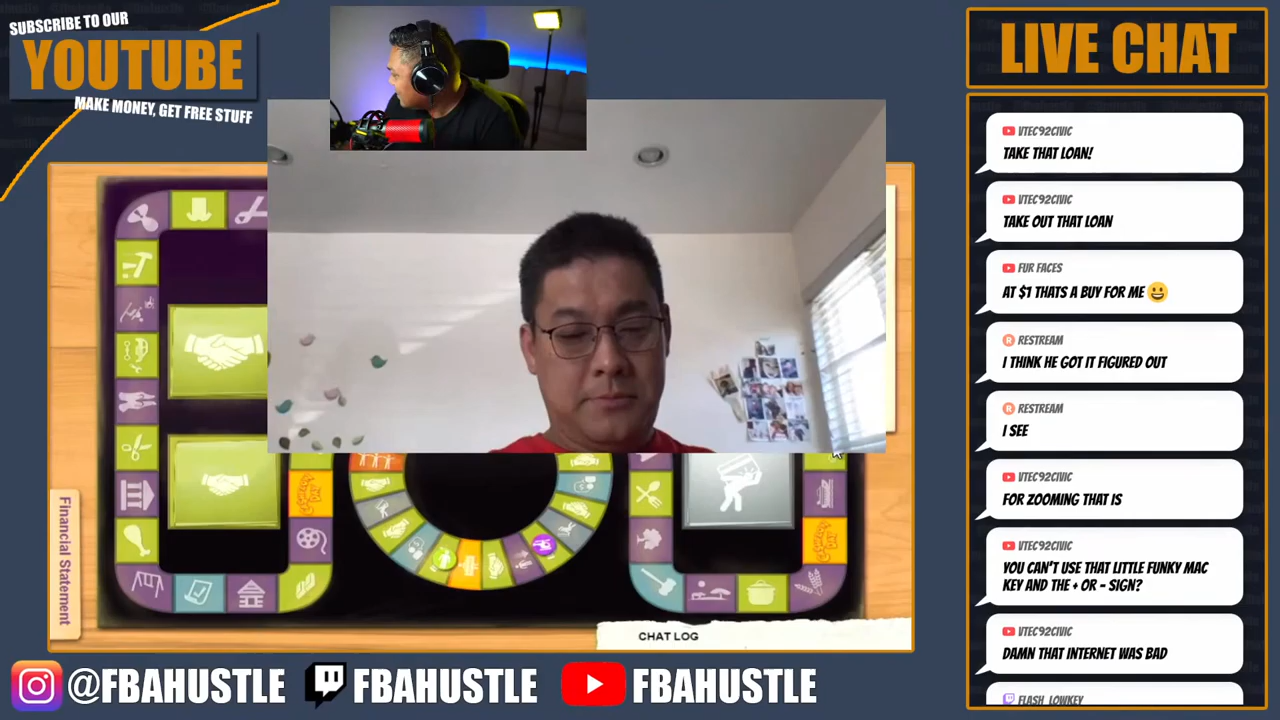 SUBSCRIBE TO OUR
YOUTUBE
MAKE MONEY, GET FREE STUFF
LIVE CHAT
VTEC92CIVIC
TAKE THAT LOAN!
VTEC92CIVIC
TAKE OUT THAT LOAN
FUR FACES
AT $1 THATS A BUY FOR ME 😀
RESTREAM
I THINK HE GOT IT FIGURED OUT
RESTREAM
I SEE
VTEC92CIVIC
FOR ZOOMING THAT IS
VTEC92CIVIC
YOU CAN'T USE THAT LITTLE FUNKY MAC
KEY AND THE + OR - SIGN?
VTEC92CIVIC
DAMN THAT INTERNET WAS BAD
FLASH_LOWKEY
Financial Statement
CHAT LOG
@FBAHUSTLE
FBAHUSTLE
FBAHUSTLE